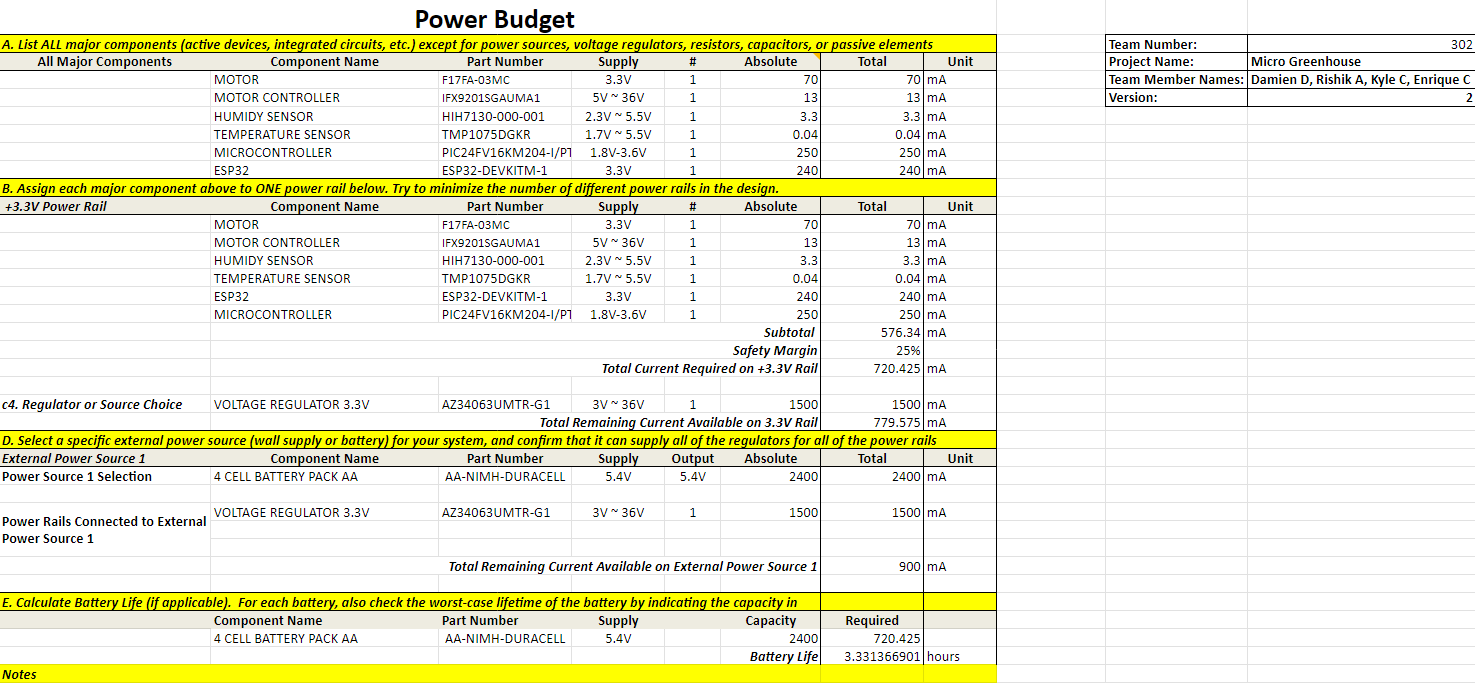 Power Budget
A. List ALL major components (active devices, integrated circuits, etc.) except for power sources, voltage regulators, resistors, capacitors, or passive elements
All Major Components Component Name Part Number Supply # Absolute Total Unit
MOTOR F17FA-03MC 3.3V 1 70 70 mA
MOTOR CONTROLLER IFX9201SGAUMA1 5V ~ 36V 1 13 13 mA
HUMIDY SENSOR HIH7130-000-001 2.3V ~ 5.5V 1 3.3 3.3 mA
TEMPERATURE SENSOR TMP1075DGKR 1.7V ~ 5.5V 1 0.04 0.04 mA
MICROCONTROLLER PIC24FV16KM204-I/PT 1.8V-3.6V 1 250 250 mA
ESP32 ESP32-DEVKITM-1 3.3V 1 240 240 mA
B. Assign each major component above to ONE power rail below. Try to minimize the number of different power rails in the design.
+3.3V Power Rail Component Name Part Number Supply # Absolute Total Unit
MOTOR F17FA-03MC 3.3V 1 70 70 mA
MOTOR CONTROLLER IFX9201SGAUMA1 5V ~ 36V 1 13 13 mA
HUMIDY SENSOR HIH7130-000-001 2.3V ~ 5.5V 1 3.3 3.3 mA
TEMPERATURE SENSOR TMP1075DGKR 1.7V ~ 5.5V 1 0.04 0.04 mA
ESP32 ESP32-DEVKITM-1 3.3V 1 240 240 mA
MICROCONTROLLER PIC24FV16KM204-I/PT 1.8V-3.6V 1 250 250 mA
Subtotal 576.34 mA
Safety Margin 25%
Total Current Required on +3.3V Rail 720.425 mA
c4. Regulator or Source Choice VOLTAGE REGULATOR 3.3V AZ34063UMTR-G1 3V ~ 36V 1 1500 1500 mA
Total Remaining Current Available on 3.3V Rail 779.575 mA
D. Select a specific external power source (wall supply or battery) for your system, and confirm that it can supply all of the regulators for all of the power rails
External Power Source 1 Component Name Part Number Supply Output Absolute Total Unit
Power Source 1 Selection 4 CELL BATTERY PACK AA AA-NIMH-DURACELL 5.4V 5.4V 2400 2400 mA
VOLTAGE REGULATOR 3.3V AZ34063UMTR-G1 3V ~ 36V 1 1500 1500 mA
Power Rails Connected to External
Power Source 1
Total Remaining Current Available on External Power Source 1 900 mA
E. Calculate Battery Life (if applicable). For each battery, also check the worst-case lifetime of the battery by indicating the capacity in
Component Name Part Number Supply Capacity Required
4 CELL BATTERY PACK AA AA-NIMH-DURACELL 5.4V 2400 720.425
Battery Life 3.331366901 hours
Notes
Team Number: 302
Project Name: Micro Greenhouse
Team Member Names: Damien D, Rishik A, Kyle C, Enrique C
Version: 2